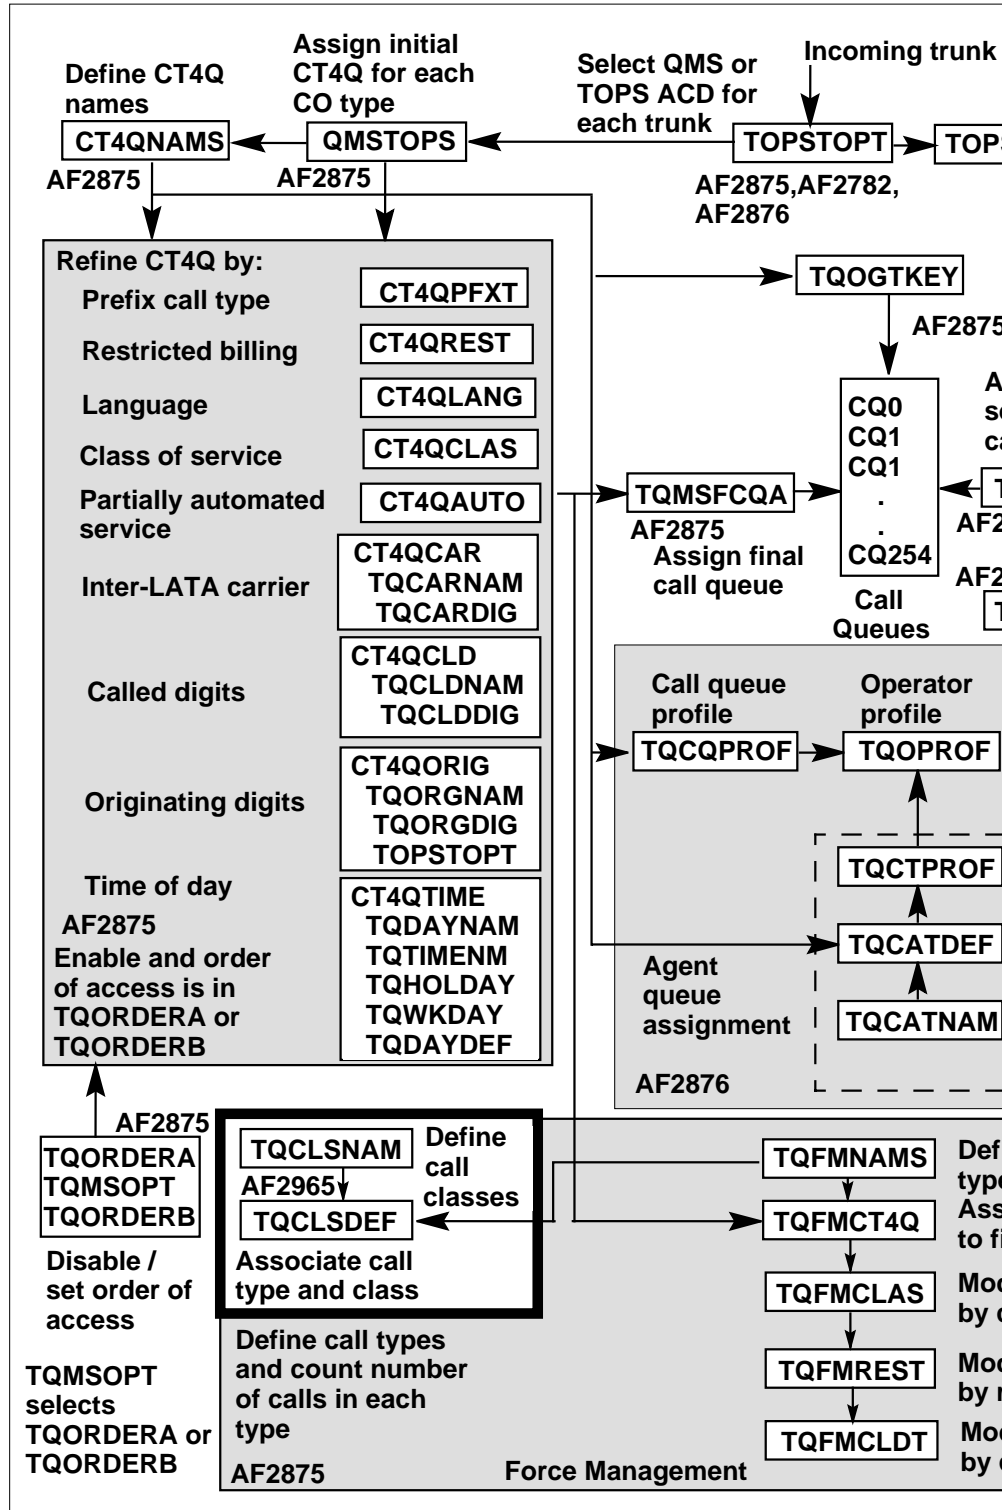 Define CT4Q
names
Assign initial
CT4Q for each
CO type
Select QMS or
TOPS ACD for
each trunk
Incoming trunk
CT4QNAMS
QMSTOPS
TOPSTOPT
AF2875
AF2875
AF2875,AF2782,
AF2876
Refine CT4Q by:
Prefix call type
CT4QPFXT
Restricted billing
CT4QREST
Language
CT4QLANG
Class of service
CT4QCLAS
Partially automated
service
CT4QAUTO
Inter-LATA carrier
CT4QCAR
TQCARNAM
TQCARDIG
Called digits
CT4QCLD
TQCLDNAM
TQCLDDIG
Originating digits
CT4QORIG
TQORGNAM
TQORGDIG
TOPSTOPT
Time of day
CT4QTIME
TQDAYNAM
TQTIMENM
TQHOLDAY
TQWKDAY
TQDAYDEF
AF2875
Enable and order
of access is in
TQORDERA or
TQORDERB
TQOGTKEY
AF2875
CQ0
CQ1
CQ1
.
.
CQ254
Call
Queues
TQMSFCQA
AF2875
Assign final
call queue
Call queue
profile
Operator
profile
TQCQPROF
TQOPROF
TQCTPROF
TQCATDEF
TQCATNAM
Agent
queue
assignment
AF2876
AF2875
TQORDERA
TQMSOPT
TQORDERB
Disable /
set order of
access
TQMSOPT
selects
TQORDERA or
TQORDERB
TQCLSNAM
Define
call
classes
AF2965
TQCLSDEF
Associate call
type and class
Define call types
and count number
of calls in each
type
AF2875
Force Management
TQFMNAMS
TQFMCT4Q
to
TQFMCLAS
by
TQFMREST
by
TQFMCLDT
by